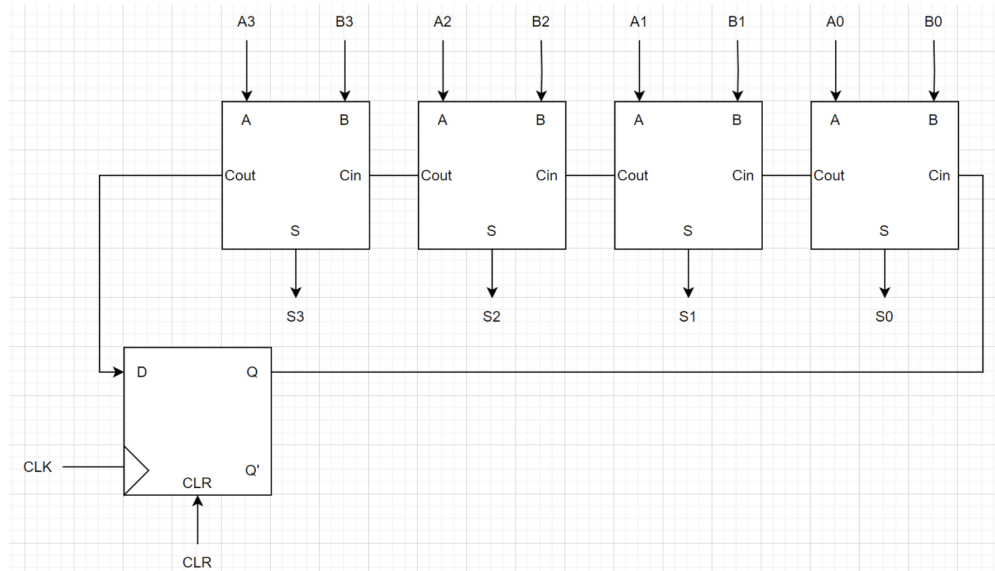 A3 B3 A2 B2 A1 B1 A0 B0
A B A B A B A B
Cout Cin Cout Cin Cout Cin Cout Cin
S S S S
S3 S2 S1 S0
D Q
CLK
Q'
CLR
CLR